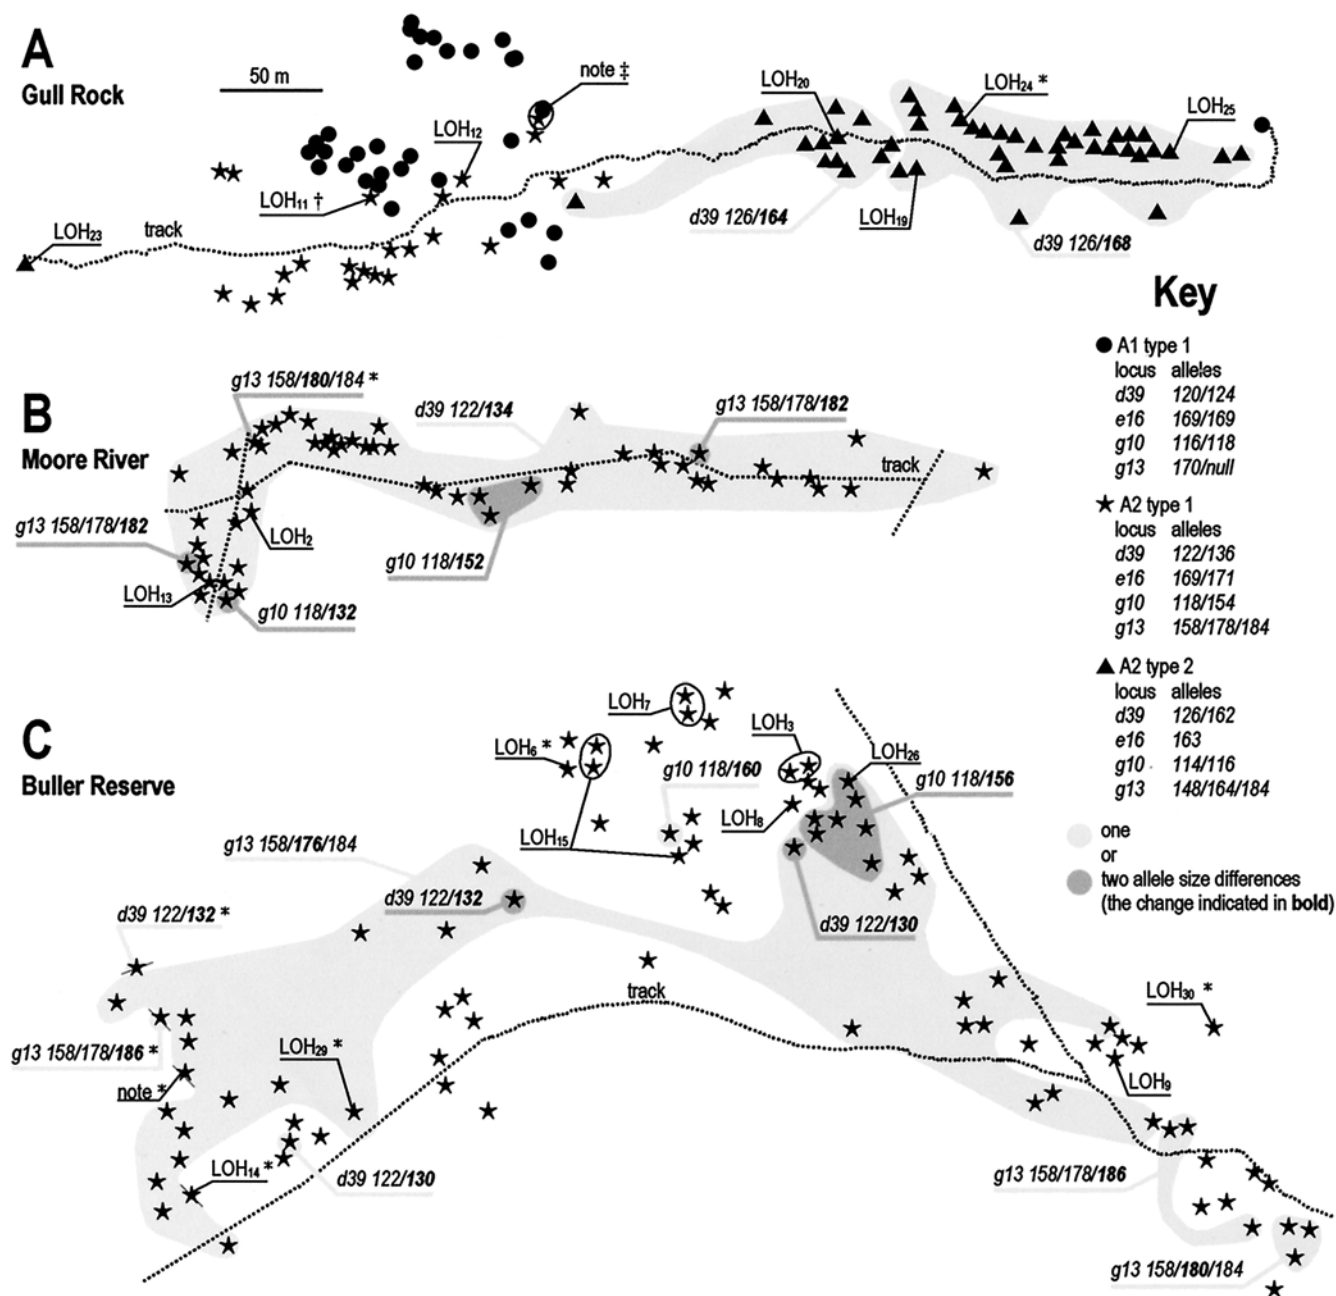 A
Gull Rock
50 m
note ‡
LOH12
LOH11 †
LOH23
track
LOH20
LOH24 *
LOH25
LOH19
d39 126/164
d39 126/168
Key
A1 type 1
locus alleles
d39 120/124
e16 169/169
g10 116/118
g13 170/null
A2 type 1
locus alleles
d39 122/136
e16 169/171
g10 118/154
g13 158/178/184
A2 type 2
locus alleles
d39 126/162
e16 163
g10 114/116
g13 148/164/184
one
or
two allele size differences
(the change indicated in bold)
B
Moore River
g13 158/180/184 *
d39 122/134
g13 158/178/182
track
g13 158/178/182
LOH2
g10 118/152
LOH13
g10 118/132
C
Buller Reserve
LOH7
LOH3
LOH6 *
LOH26
g10 118/160
g10 118/156
LOH8
LOH15
g13 158/176/184
d39 122/132
d39 122/132 *
d39 122/130
track
LOH30 *
g13 158/178/186 *
LOH29 *
note *
LOH9
LOH14 *
d39 122/130
g13 158/178/186
g13 158/180/184